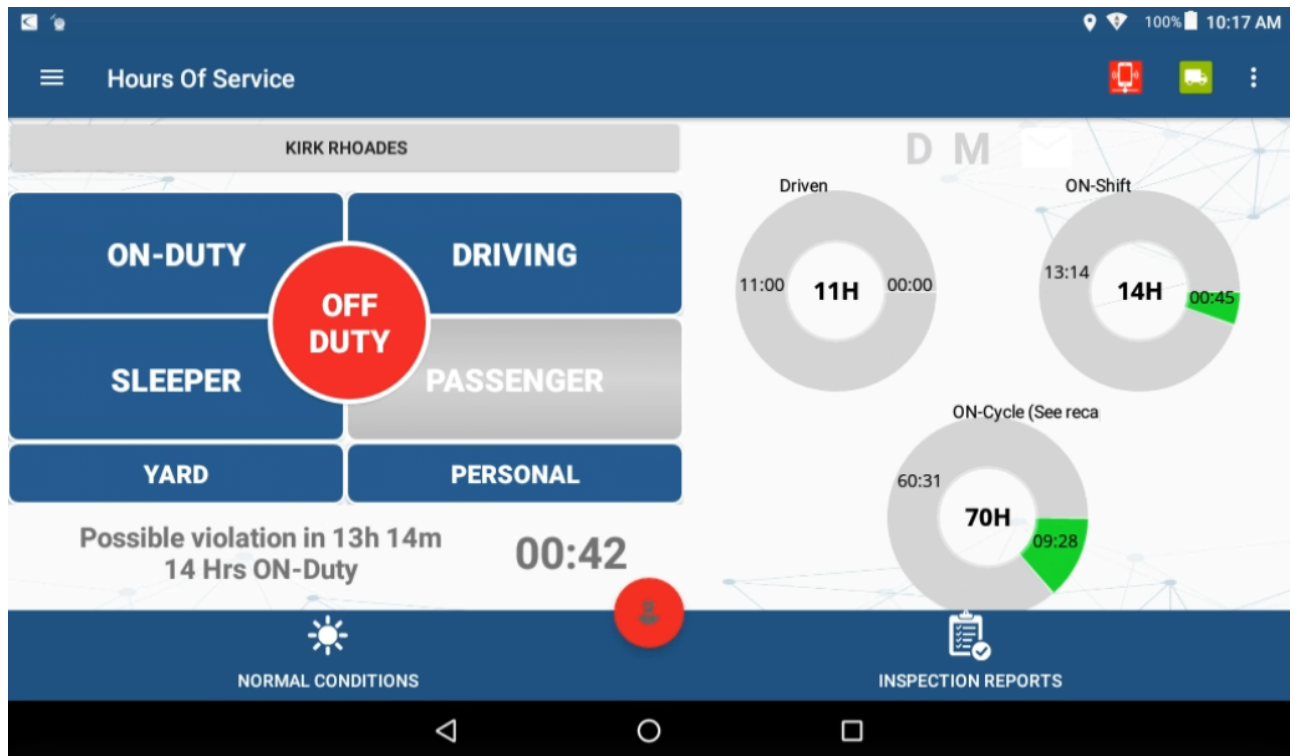 100% 10:17 AM
Hours Of Service
KIRK RHOADES
D M
ON-DUTY
DRIVING
OFF
DUTY
SLEEPER
PASSENGER
YARD
PERSONAL
Possible violation in 13h 14m
14 Hrs ON-Duty
00:42
Driven
11:00
11H
00:00
ON-Shift
13:14
14H
00:45
ON-Cycle (See reca
60:31
70H
09:28
NORMAL CONDITIONS
INSPECTION REPORTS